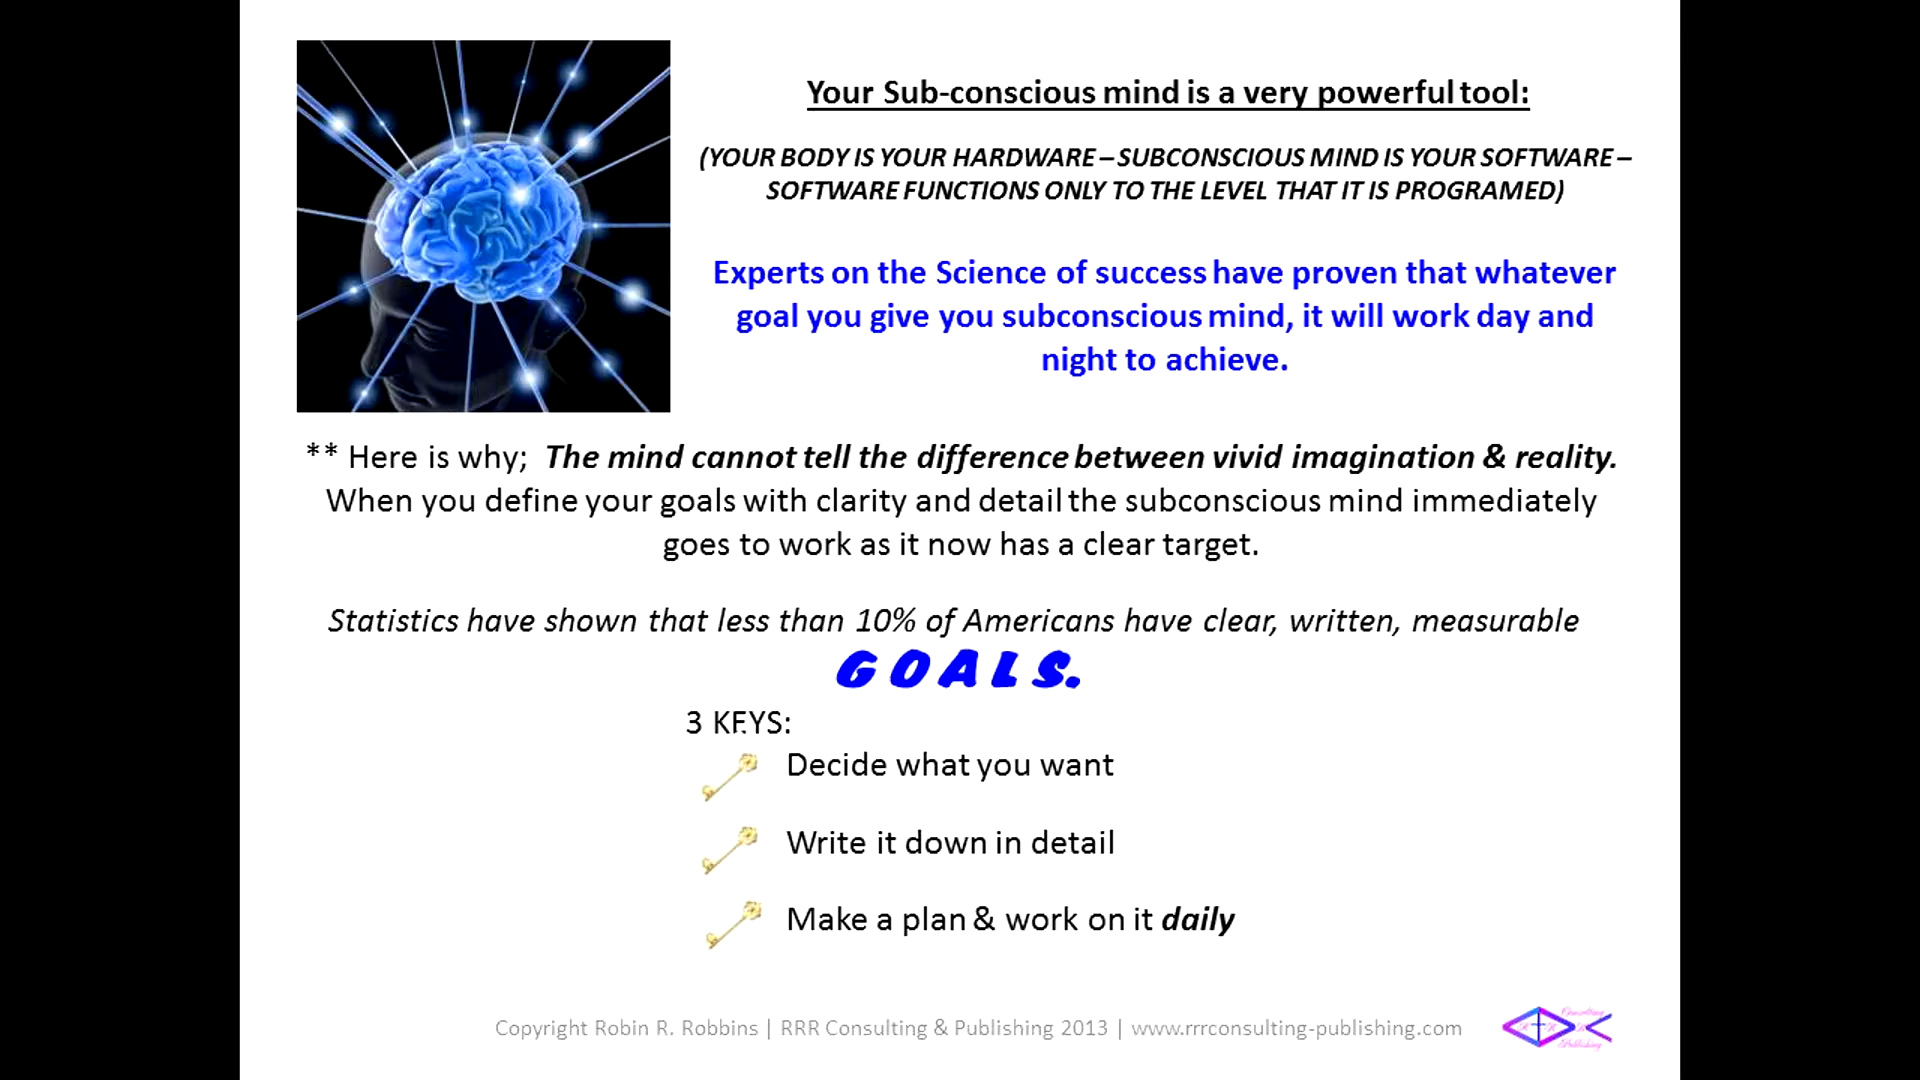 Your Sub-conscious mind is a very powerful tool:
(YOUR BODY IS YOUR HARDWARE – SUBCONSCIOUS MIND IS YOUR SOFTWARE –
SOFTWARE FUNCTIONS ONLY TO THE LEVEL THAT IT IS PROGRAMED)
Experts on the Science of success have proven that whatever
goal you give you subconscious mind, it will work day and
night to achieve.
** Here is why; The mind cannot tell the difference between vivid imagination & reality.
When you define your goals with clarity and detail the subconscious mind immediately
goes to work as it now has a clear target.
Statistics have shown that less than 10% of Americans have clear, written, measurable
GOALS.
3 KEYS:
Decide what you want
Write it down in detail
Make a plan & work on it daily
Copyright Robin R. Robbins | RRR Consulting & Publishing 2013 | www.rrrconsulting-publishing.com
Consulting
Publishing